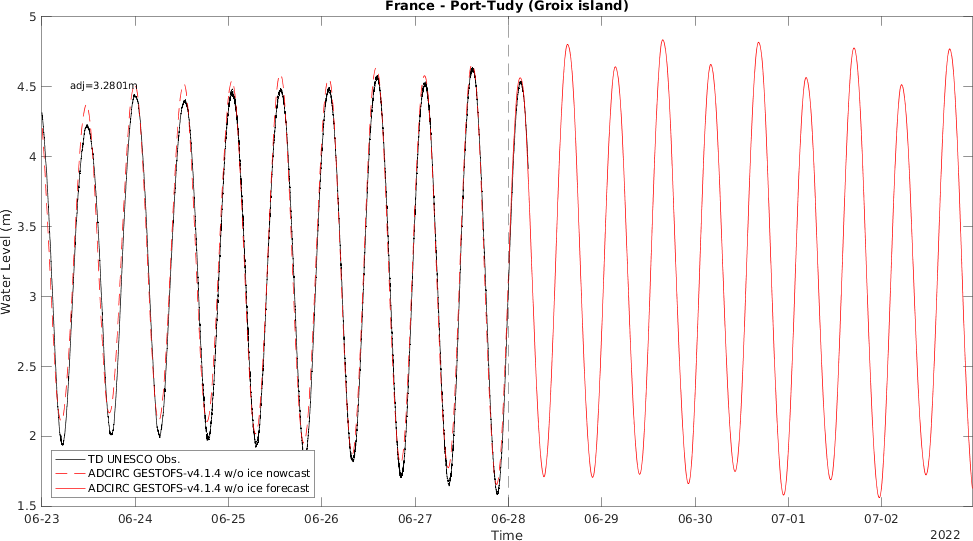 France - Port-Tudy (Groix island)
5
adj=3.2801m
4.5
4
3.5
3
2.5
2
1.5
Water Level (m)
TD UNESCO Obs.
ADCIRC GESTOFS-v4.1.4 w/o ice nowcast
ADCIRC GESTOFS-v4.1.4 w/o ice forecast
06-23 06-24 06-25 06-26 06-27 06-28 06-29 06-30 07-01 07-02
Time
2022